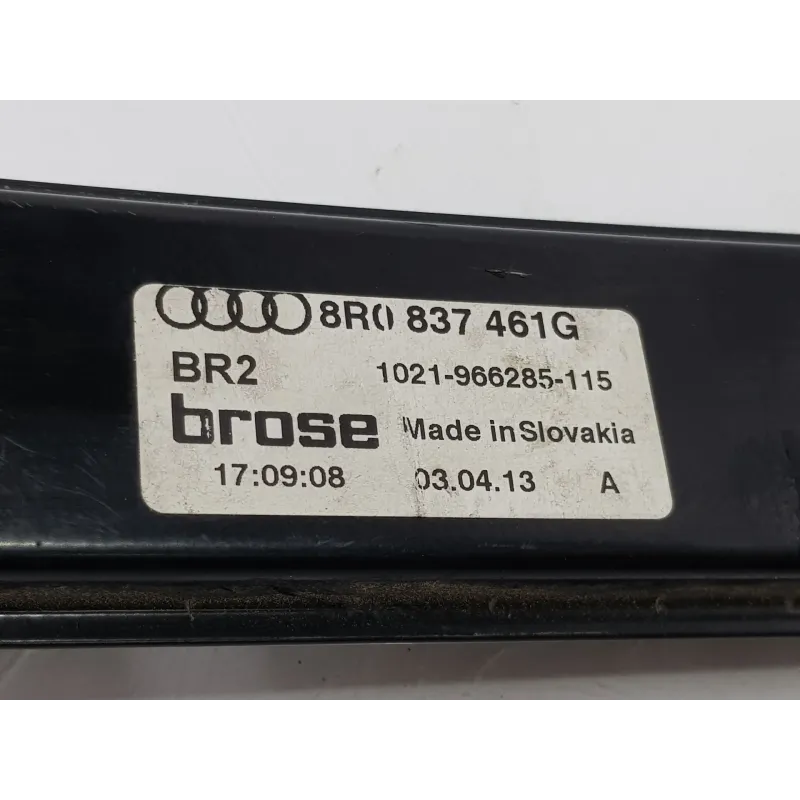 8R0 837 461G
BR2 1021-966285-115
brose Made in Slovakia
17:09:08 03.04.13 A